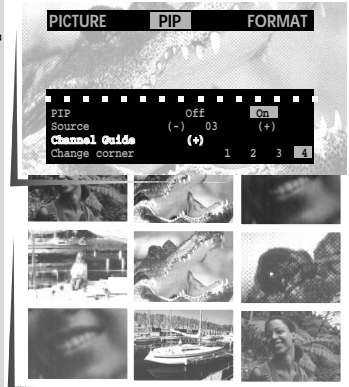 PICTURE PIP FORMAT
PIP Off On
Source (-) 03 (+)
Channel Guide (+)
Change corner 1 2 3 4